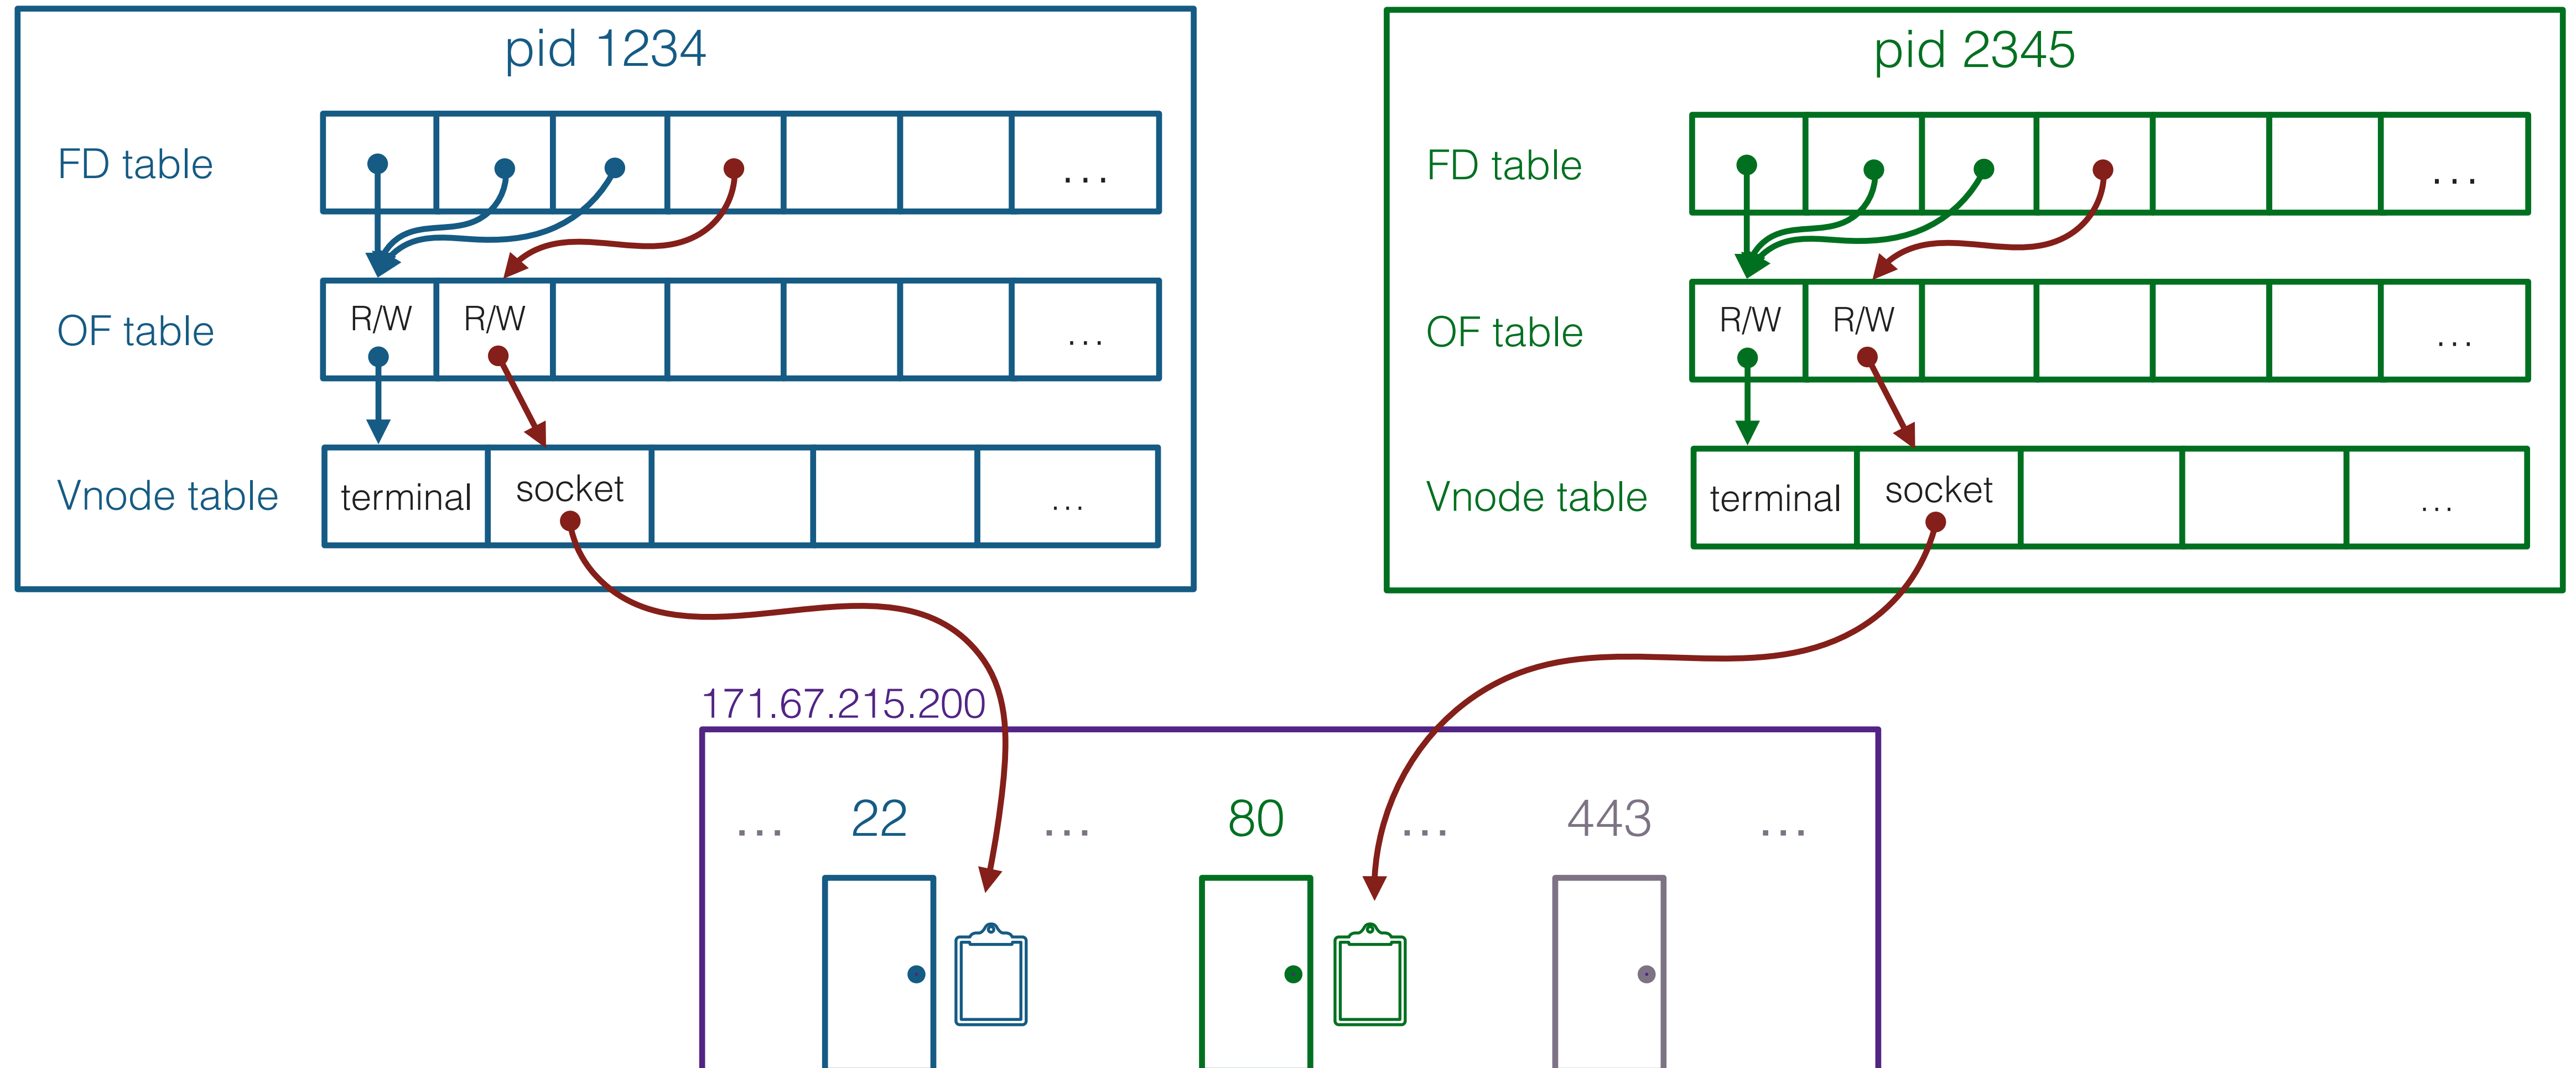 pid 1234
FD table
...
OF table
R/W R/W
...
Vnode table
terminal socket
...
pid 2345
FD table
...
OF table
R/W R/W
...
Vnode table
terminal socket
...
171.67.215.200
... 22 ... 80 ... 443 ...